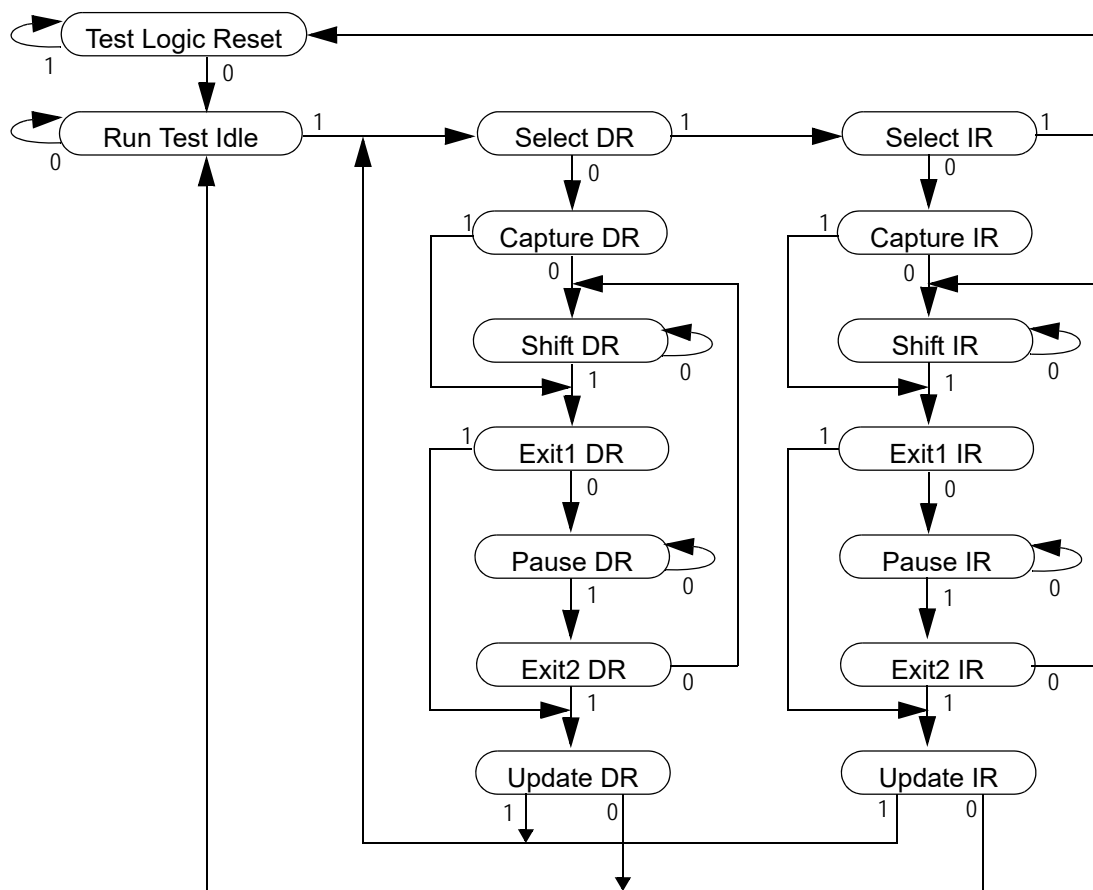 Test Logic Reset
1
0
Run Test Idle
1
0
Select DR
1
0
Select IR
1
0
Capture DR
1
0
Capture IR
1
0
Shift DR
0
1
Shift IR
0
1
Exit1 DR
1
0
Exit1 IR
1
0
Pause DR
0
1
Pause IR
0
1
Exit2 DR
0
1
Exit2 IR
0
1
Update DR
1
0
Update IR
1
0